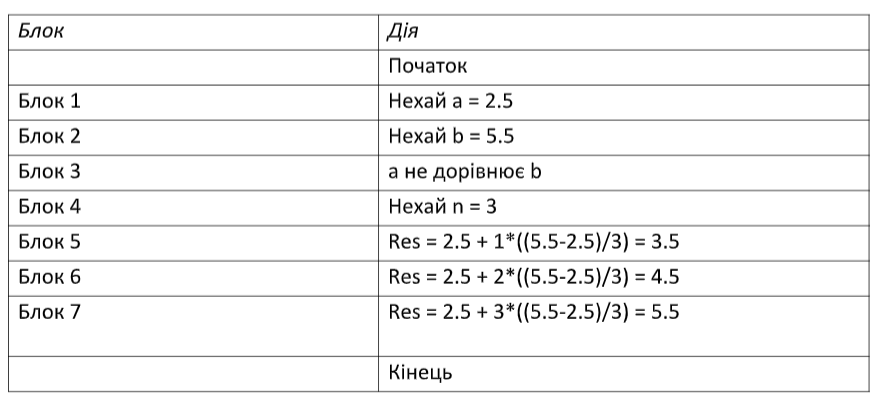 Блок Дія
Початок
Блок 1 Нехай a = 2.5
Блок 2 Нехай b = 5.5
Блок 3 a не дорівнює b
Блок 4 Нехай n = 3
Блок 5 Res = 2.5 + 1*((5.5-2.5)/3) = 3.5
Блок 6 Res = 2.5 + 2*((5.5-2.5)/3) = 4.5
Блок 7 Res = 2.5 + 3*((5.5-2.5)/3) = 5.5
Кінець